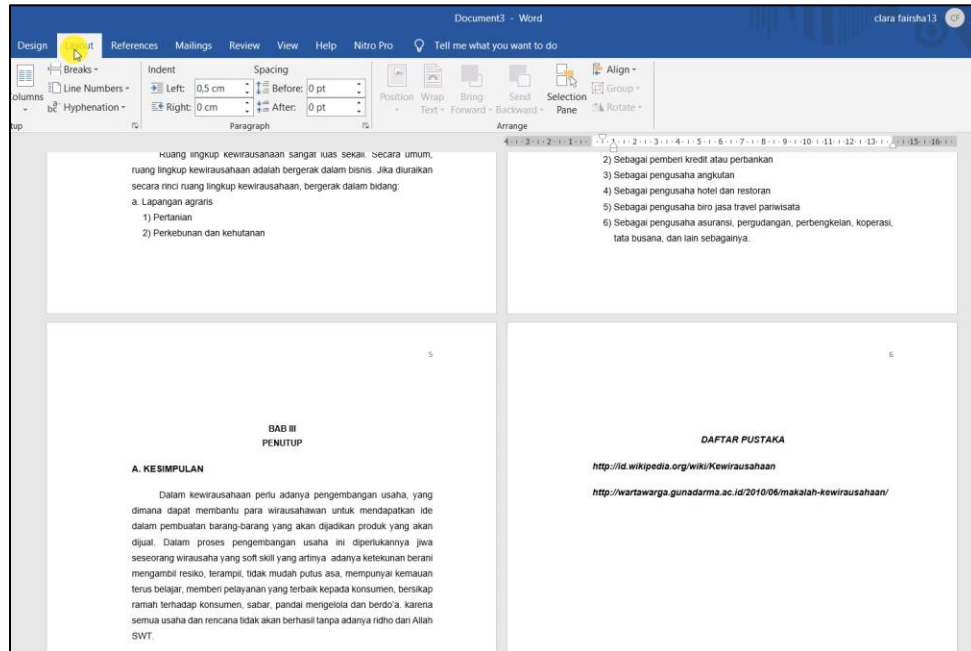 Document3 - Word
clara fairsha13
CF
Design Layout References Mailings Review View Help Nitro Pro Tell me what you want to do
Breaks
Line Numbers
Hyphenation
Indent
Left: 0,5 cm
Right: 0 cm
Spacing
Before: 0 pt
After: 0 pt
Paragraph
Position
Wrap Text
Bring Forward
Send Backward
Selection Pane
Align
Group
Rotate
Arrange
Ruang lingkup kewirausahaan sangat luas sekali. Secara umum,
ruang lingkup kewirausahaan adalah bergerak dalam bisnis. Jika diuraikan
secara rinci ruang lingkup kewirausahaan, bergerak dalam bidang:
a. Lapangan agraris
1) Pertanian
2) Perkebunan dan kehutanan
2) Sebagai pemberi kredit atau perbankan
3) Sebagai pengusaha angkutan
4) Sebagai pengusaha hotel dan restoran
5) Sebagai pengusaha biro jasa travel pariwisata
6) Sebagai pengusaha asuransi, pergudangan, perbengkelan, koperasi,
tata busana, dan lain sebagainya.
5
BAB III
PENUTUP
A. KESIMPULAN
Dalam kewirausahaan perlu adanya pengembangan usaha, yang
dimana dapat membantu para wirausahawan untuk mendapatkan ide
dalam pembuatan barang-barang yang akan dijadikan produk yang akan
dijual. Dalam proses pengembangan usaha ini diperlukannya jiwa
seseorang wirausaha yang soft skill yang artinya adanya ketekunan berani
mengambil resiko, terampil, tidak mudah putus asa, mempunyai kemauan
terus belajar, memberi pelayanan yang terbaik kepada konsumen, bersikap
ramah terhadap konsumen, sabar, pandai mengelola dan berdo'a. karena
semua usaha dan rencana tidak akan berhasil tanpa adanya ridho dari Allah
SWT.
6
DAFTAR PUSTAKA
http://id.wikipedia.org/wiki/Kewirausahaan
http://wartawarga.gunadarma.ac.id/2010/06/makalah-kewirausahaan/